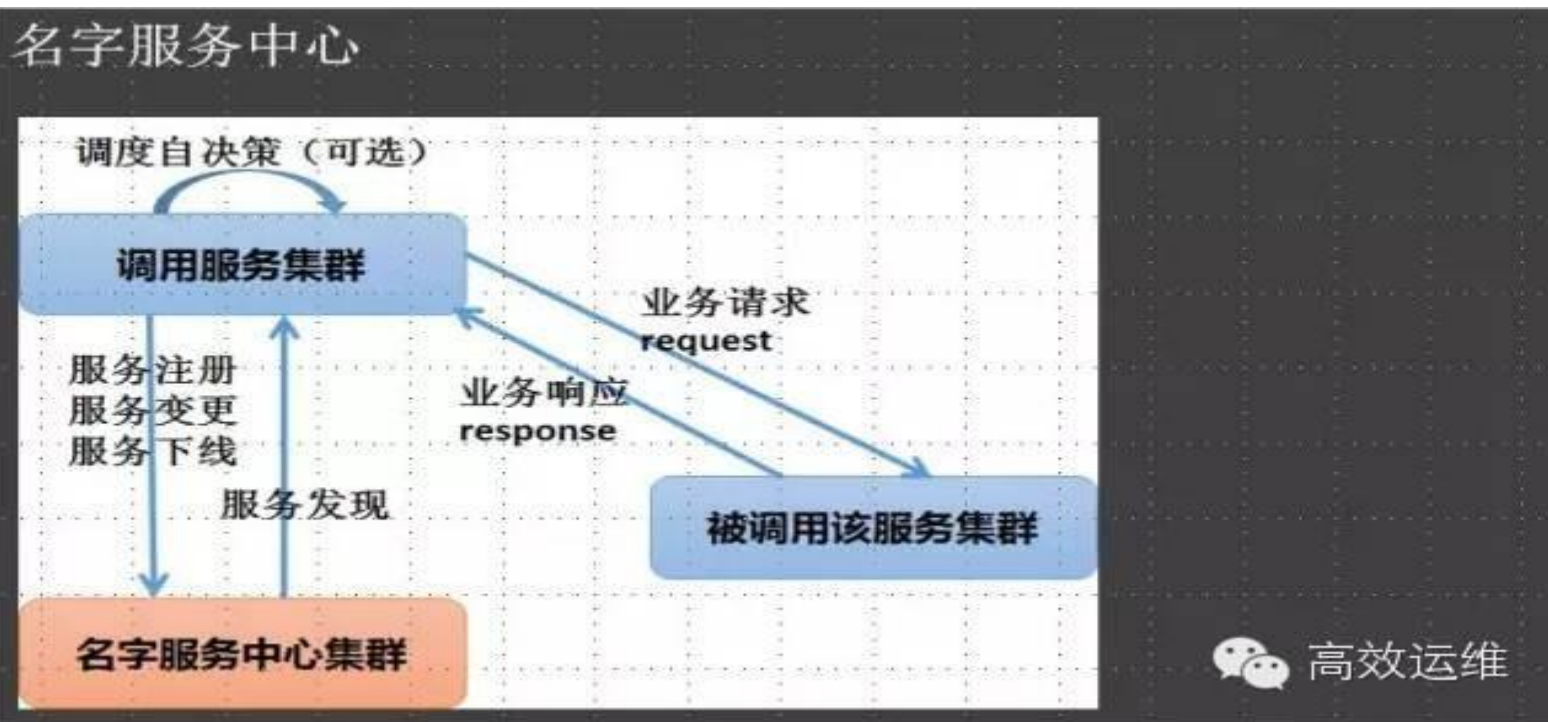 名字服务中心
调度自决策（可选）
调用服务集群
业务请求
request
服务注册
服务变更
服务下线
业务响应
response
服务发现
被调用该服务集群
名字服务中心集群
高效运维